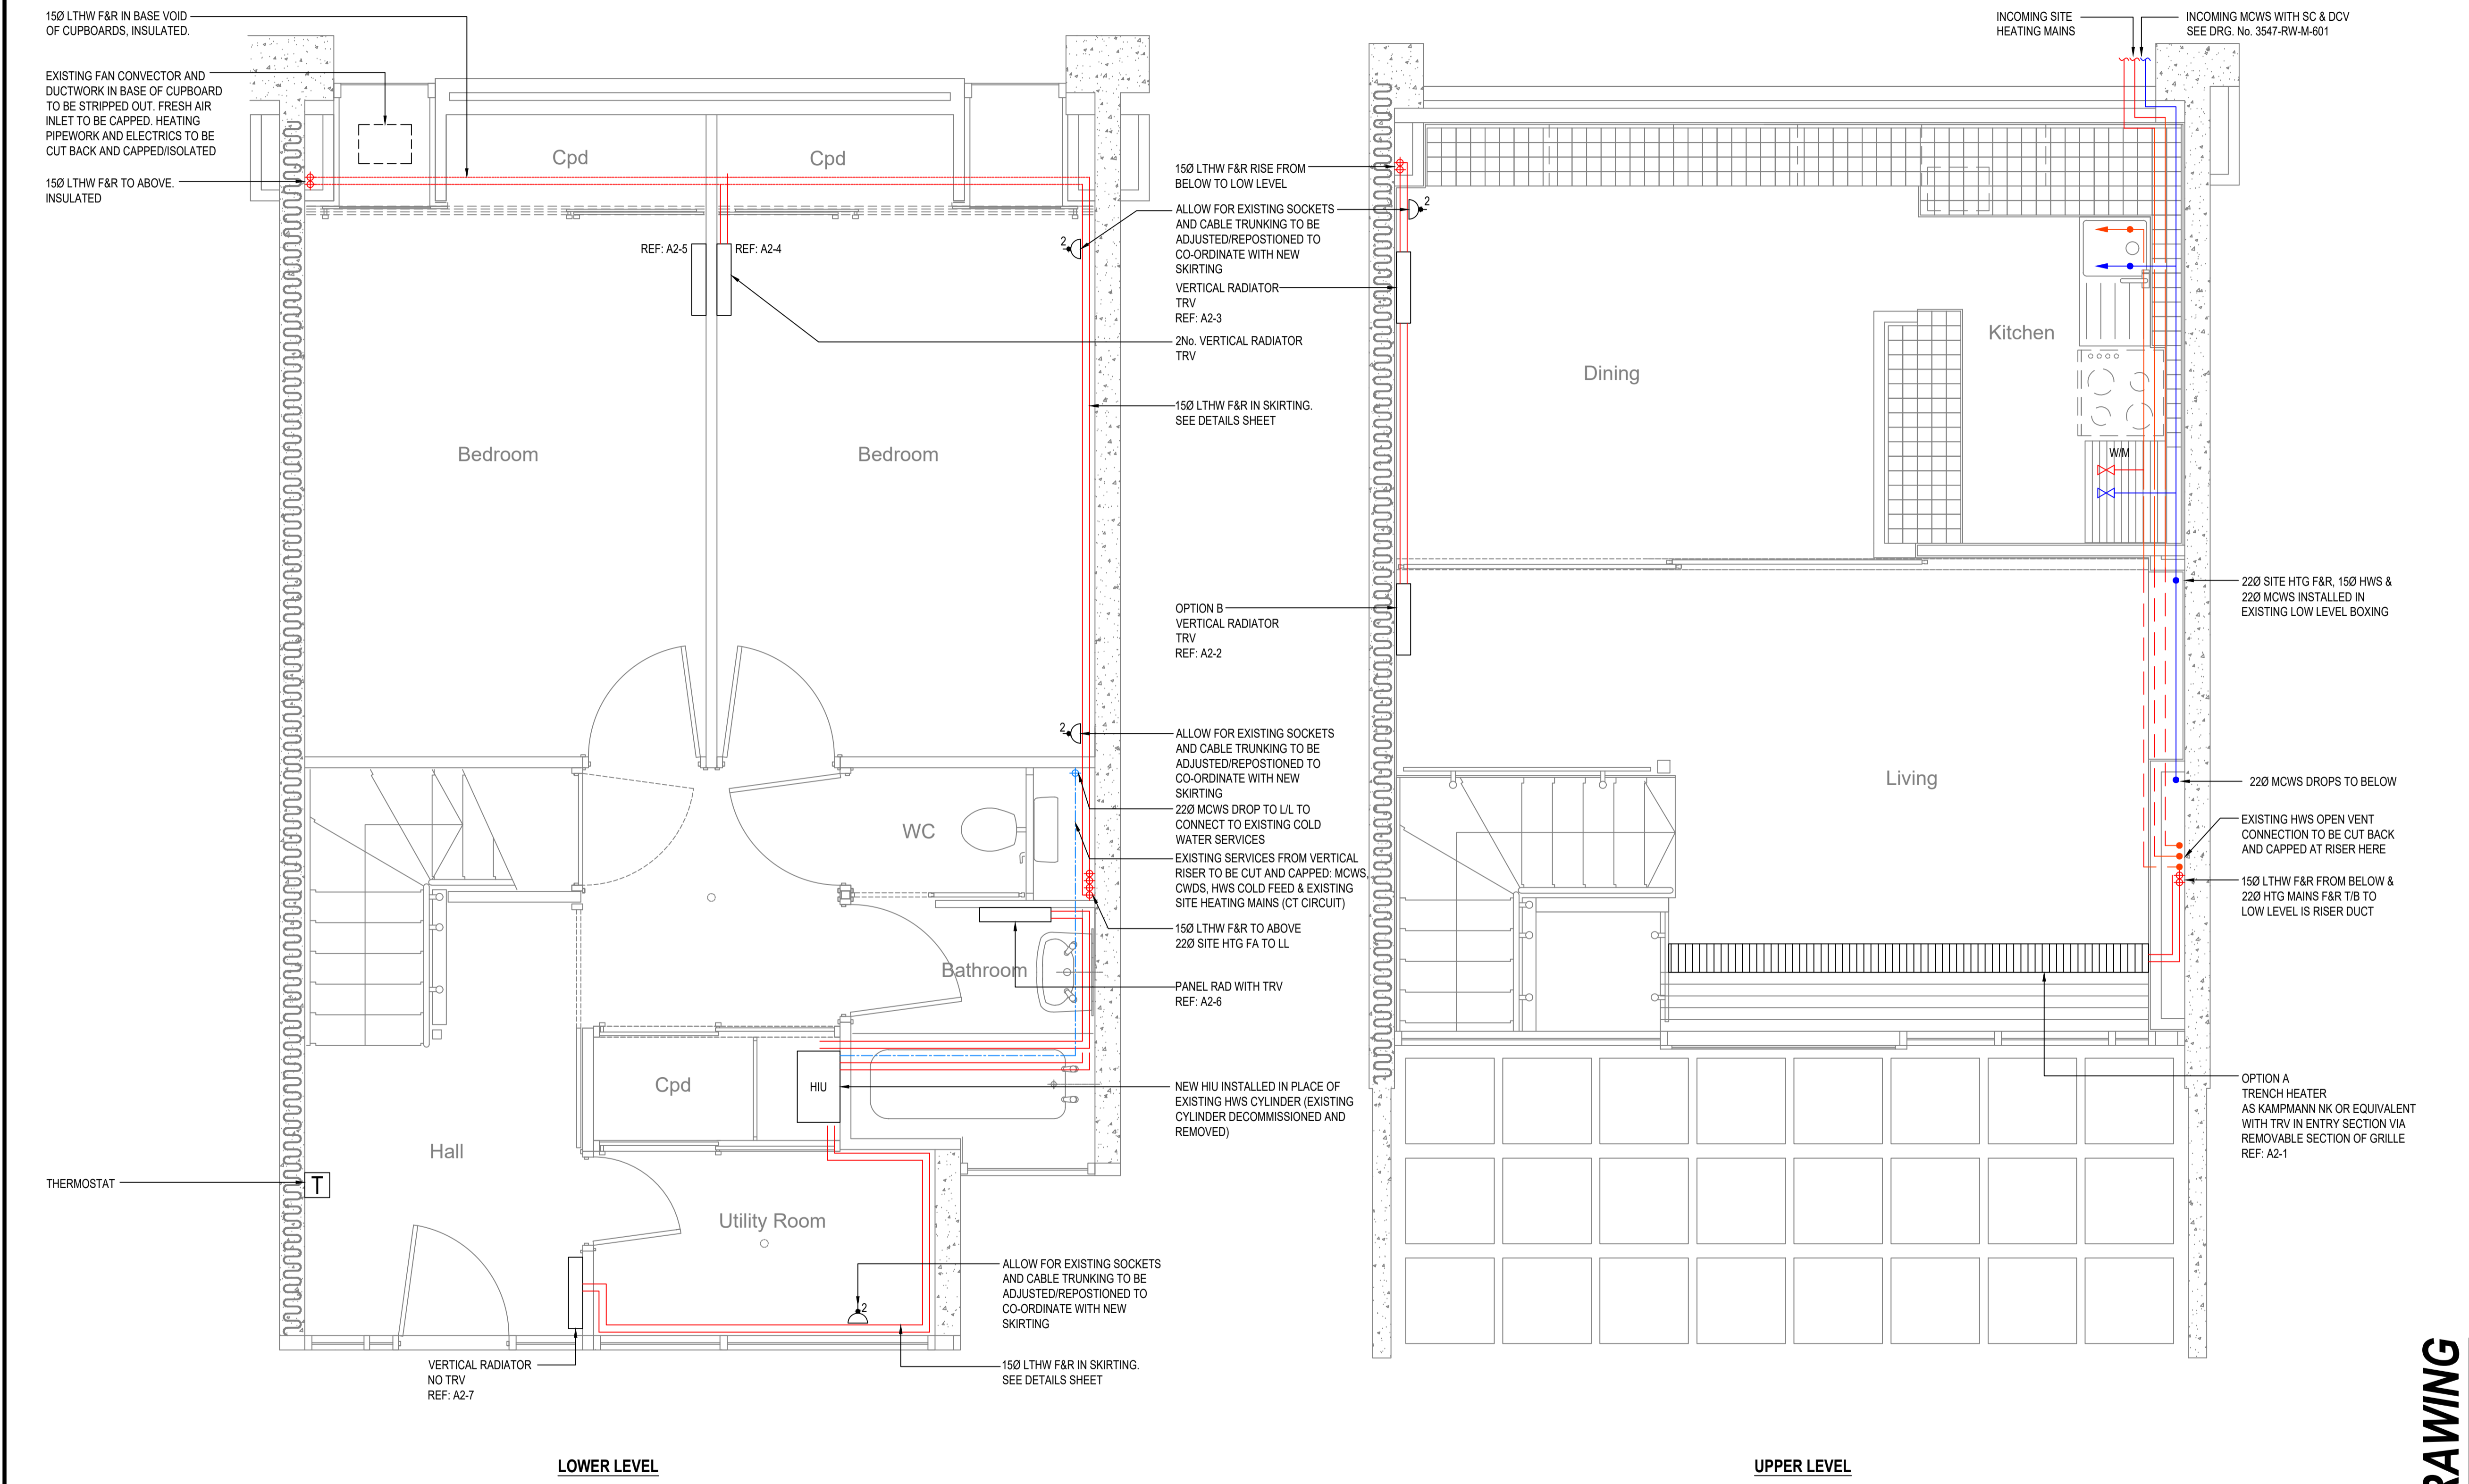 15Ø LTHW F&R IN BASE VOID
OF CUPBOARDS, INSULATED.
EXISTING FAN CONVECTOR AND
DUCTWORK IN BASE OF CUPBOARD
TO BE STRIPPED OUT. FRESH AIR
INLET TO BE CAPPED. HEATING
PIPEWORK AND ELECTRICS TO BE
CUT BACK AND CAPPED/ISOLATED
15Ø LTHW F&R TO ABOVE.
INSULATED
Cpd
Cpd
REF: A2-5
REF: A2-4
2
Bedroom
Bedroom
2
WC
Bathroom
Cpd
HIU
Hall
THERMOSTAT
T
Utility Room
2
VERTICAL RADIATOR
NO TRV
REF: A2-7
ALLOW FOR EXISTING SOCKETS
AND CABLE TRUNKING TO BE
ADJUSTED/REPOSTIONED TO
CO-ORDINATE WITH NEW
SKIRTING
15Ø LTHW F&R IN SKIRTING.
SEE DETAILS SHEET
LOWER LEVEL
15Ø LTHW F&R RISE FROM
BELOW TO LOW LEVEL
ALLOW FOR EXISTING SOCKETS
AND CABLE TRUNKING TO BE
ADJUSTED/REPOSTIONED TO
CO-ORDINATE WITH NEW
SKIRTING
VERTICAL RADIATOR
TRV
REF: A2-3
2No. VERTICAL RADIATOR
TRV
15Ø LTHW F&R IN SKIRTING.
SEE DETAILS SHEET
OPTION B
VERTICAL RADIATOR
TRV
REF: A2-2
ALLOW FOR EXISTING SOCKETS
AND CABLE TRUNKING TO BE
ADJUSTED/REPOSTIONED TO
CO-ORDINATE WITH NEW
SKIRTING
22Ø MCWS DROP TO L/L TO
CONNECT TO EXISTING COLD
WATER SERVICES
EXISTING SERVICES FROM VERTICAL
RISER TO BE CUT AND CAPPED: MCWS,
CWDS, HWS COLD FEED & EXISTING
SITE HEATING MAINS (CT CIRCUIT)
15Ø LTHW F&R TO ABOVE
22Ø SITE HTG FA TO LL
PANEL RAD WITH TRV
REF: A2-6
NEW HIU INSTALLED IN PLACE OF
EXISTING HWS CYLINDER (EXISTING
CYLINDER DECOMMISSIONED AND
REMOVED)
INCOMING SITE
HEATING MAINS
INCOMING MCWS WITH SC & DCV
SEE DRG. No. 3547-RW-M-601
2
Kitchen
Dining
W/M
Living
22Ø SITE HTG F&R, 15Ø HWS &
22Ø MCWS INSTALLED IN
EXISTING LOW LEVEL BOXING
22Ø MCWS DROPS TO BELOW
EXISTING HWS OPEN VENT
CONNECTION TO BE CUT BACK
AND CAPPED AT RISER HERE
15Ø LTHW F&R FROM BELOW &
22Ø HTG MAINS F&R T/B TO
LOW LEVEL IS RISER DUCT
OPTION A
TRENCH HEATER
AS KAMPMANN NK OR EQUIVALENT
WITH TRV IN ENTRY SECTION VIA
REMOVABLE SECTION OF GRILLE
REF: A2-1
UPPER LEVEL
RAWING